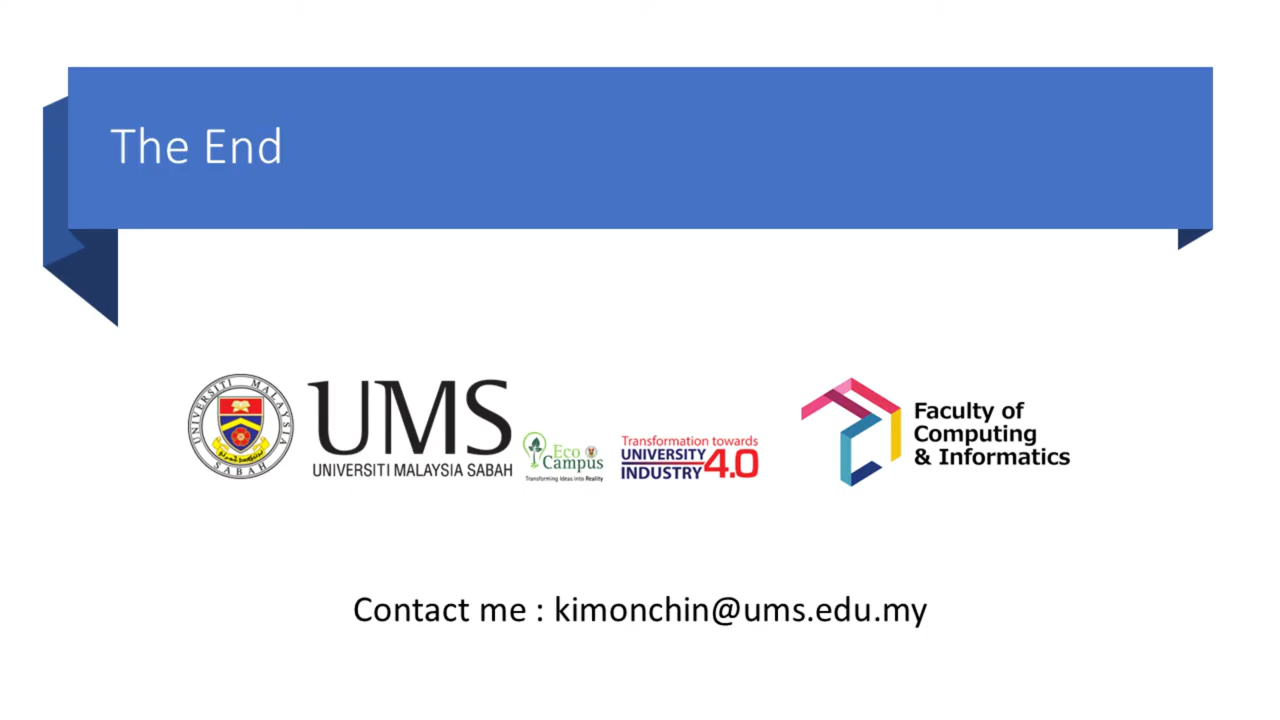 The End
UNIVERSITI MALAYSIA
SABAH
UMS
UNIVERSITI MALAYSIA SABAH
Eco
Campus
Transforming Ideas into Reality
Transformation towards
UNIVERSITY
INDUSTRY 4.0
Faculty of
Computing
& Informatics
Contact me : kimonchin@ums.edu.my